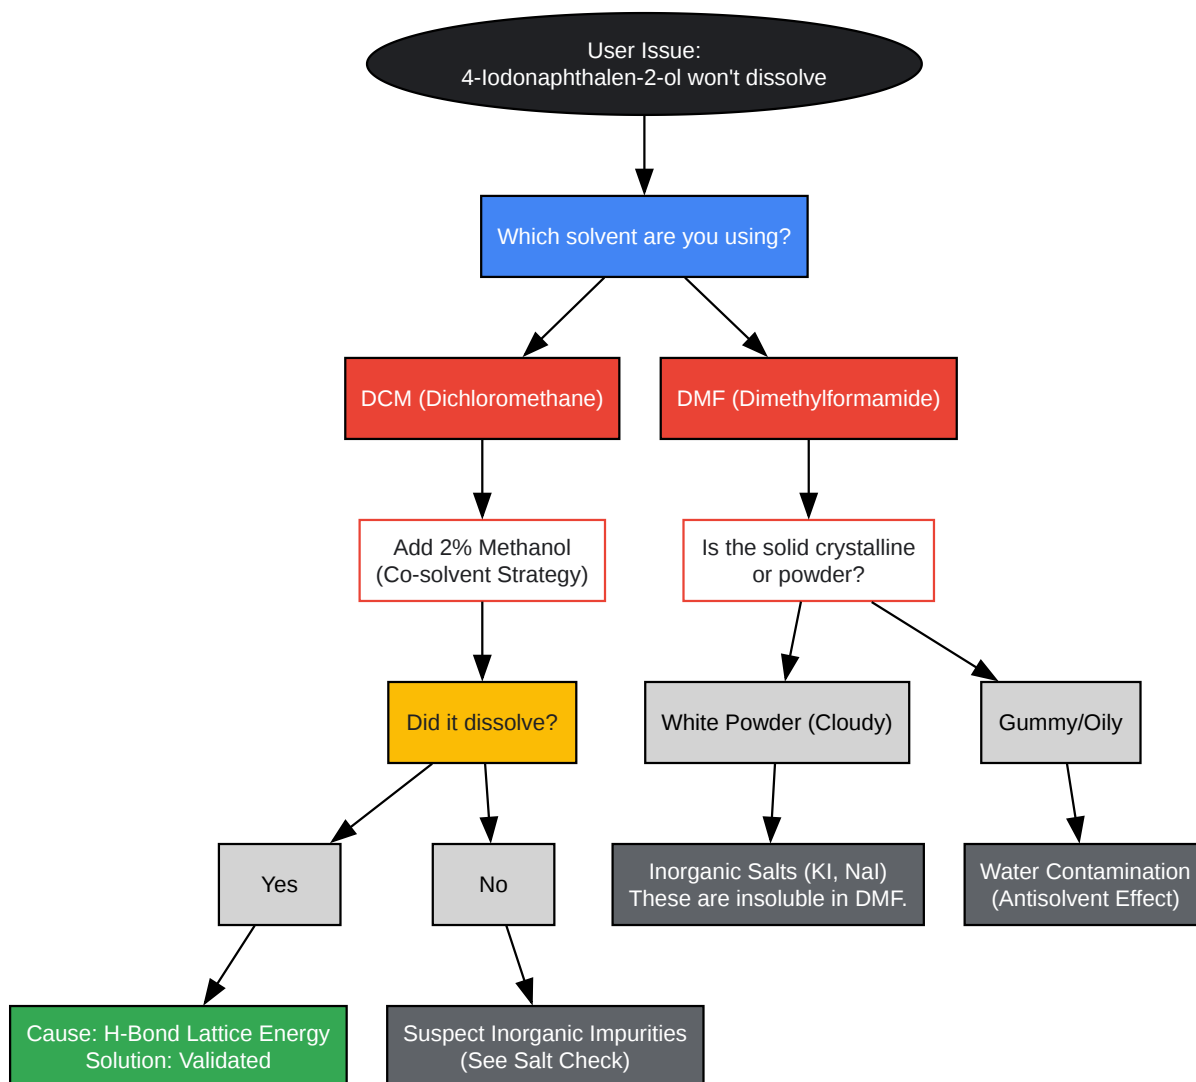 User Issue:
4-Iodonaphthalen-2-ol won't dissolve
Which solvent are you using?
DCM (Dichloromethane)
DMF (Dimethylformamide)
Add 2% Methanol
(Co-solvent Strategy)
Is the solid crystalline
or powder?
Did it dissolve?
White Powder (Cloudy)
Gummy/Oily
Yes
No
Inorganic Salts (KI, NaI)
These are insoluble in DMF.
Water Contamination
(Antisolvent Effect)
Cause: H-Bond Lattice Energy
Solution: Validated
Suspect Inorganic Impurities
(See Salt Check)